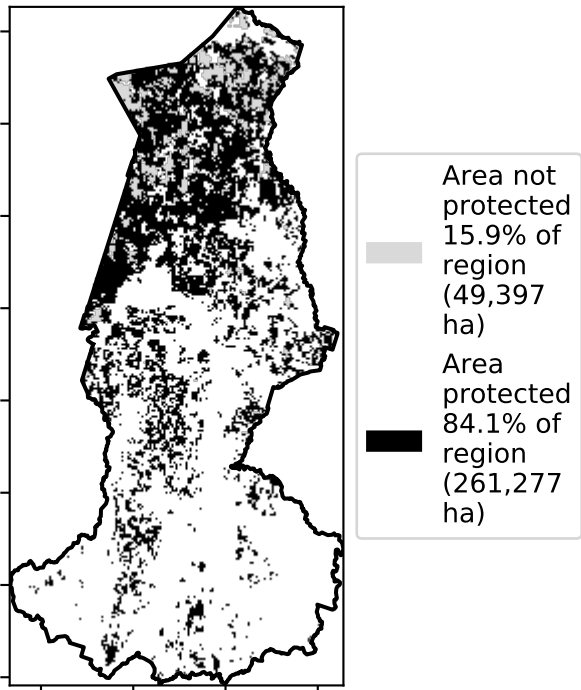 Area not
protected
15.9% of
region
(49,397
ha)
Area
protected
84.1% of
region
(261,277
ha)